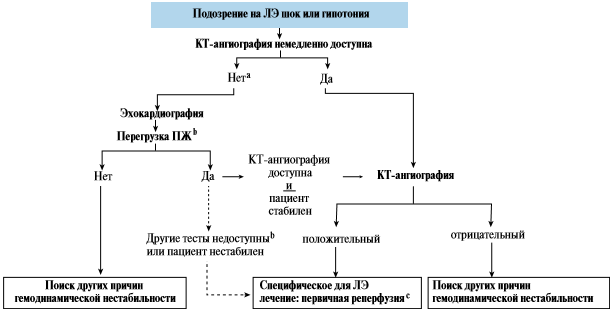 Подозрение на ЛЭ шок или гипотония
КТ-ангиография немедленно доступна
Нетᵃ
Да
Эхокардиография
Перегрузка ПЖᵇ
Нет
Да
КТ-ангиография
доступна
и
пациент
стабилен
КТ-ангиография
Другие тесты недоступныᵇ
или пациент нестабилен
положительный
отрицательный
Поиск других причин
гемодинамической нестабильности
Специфическое для ЛЭ
лечение: первичная реперфузияᶜ
Поиск других причин
гемодинамической нестабильности